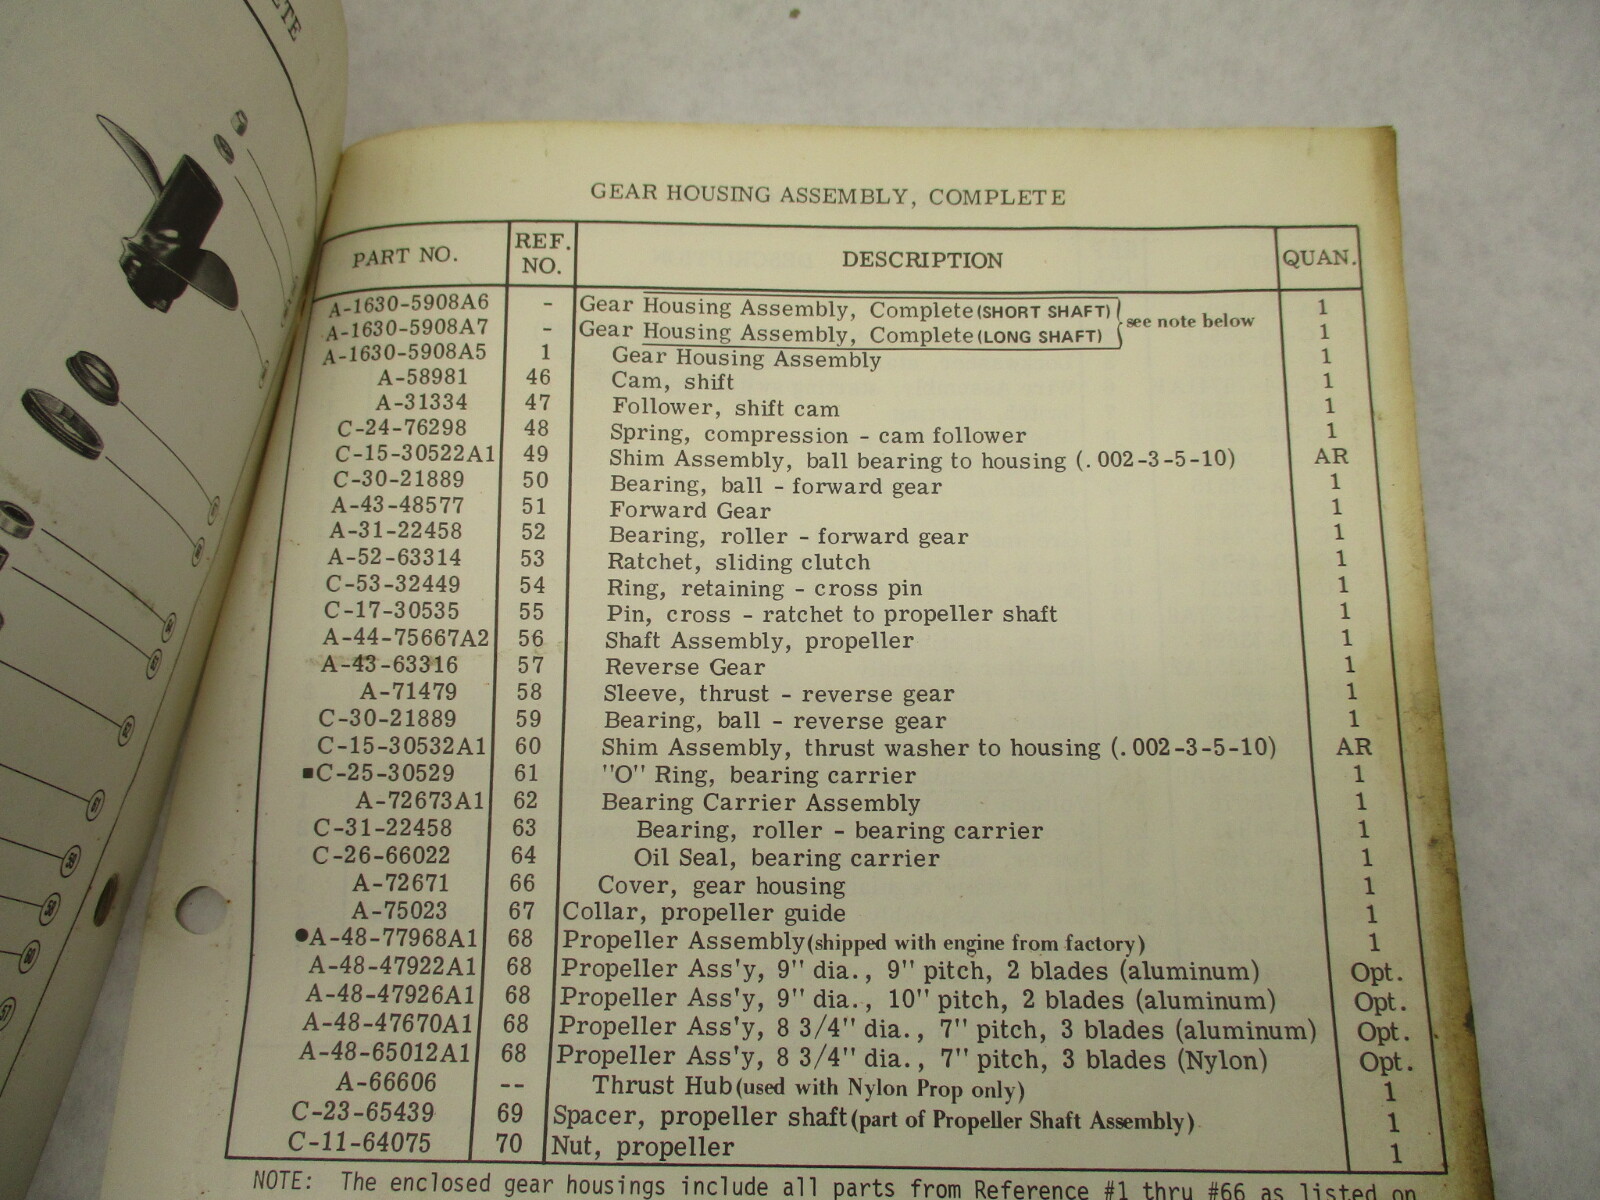 ETE
GEAR HOUSING ASSEMBLY, COMPLETE
PART NO. REF. NO. DESCRIPTION QUAN.
A-1630-5908A6 - Gear Housing Assembly, Complete (SHORT SHAFT) see note below 1
A-1630-5908A7 - Gear Housing Assembly, Complete (LONG SHAFT) 1
A-1630-5908A5 1 Gear Housing Assembly 1
A-58981 46 Cam, shift 1
A-31334 47 Follower, shift cam 1
C-24-76298 48 Spring, compression - cam follower 1
C-15-30522A1 49 Shim Assembly, ball bearing to housing (.002-3-5-10) AR
C-30-21889 50 Bearing, ball - forward gear 1
A-43-48577 51 Forward Gear 1
A-31-22458 52 Bearing, roller - forward gear 1
A-52-63314 53 Ratchet, sliding clutch 1
C-53-32449 54 Ring, retaining - cross pin 1
C-17-30535 55 Pin, cross - ratchet to propeller shaft 1
A-44-75667A2 56 Shaft Assembly, propeller 1
A-43-63316 57 Reverse Gear 1
A-71479 58 Sleeve, thrust - reverse gear 1
C-30-21889 59 Bearing, ball - reverse gear 1
C-15-30532A1 60 Shim Assembly, thrust washer to housing (.002-3-5-10) AR
■C-25-30529 61 "O" Ring, bearing carrier 1
A-72673A1 62 Bearing Carrier Assembly 1
C-31-22458 63 Bearing, roller - bearing carrier 1
C-26-66022 64 Oil Seal, bearing carrier 1
A-72671 66 Cover, gear housing 1
A-75023 67 Collar, propeller guide 1
●A-48-77968A1 68 Propeller Assembly (shipped with engine from factory) 1
A-48-47922A1 68 Propeller Ass'y, 9" dia., 9" pitch, 2 blades (aluminum) Opt.
A-48-47926A1 68 Propeller Ass'y, 9" dia., 10" pitch, 2 blades (aluminum) Opt.
A-48-47670A1 68 Propeller Ass'y, 8 3/4" dia., 7" pitch, 3 blades (aluminum) Opt.
A-48-65012A1 68 Propeller Ass'y, 8 3/4" dia., 7" pitch, 3 blades (Nylon) Opt.
A-66606 -- Thrust Hub (used with Nylon Prop only) 1
C-23-65439 69 Spacer, propeller shaft (part of Propeller Shaft Assembly) 1
C-11-64075 70 Nut, propeller 1
NOTE: The enclosed gear housings include all parts from Reference #1 thru #66 as listed on